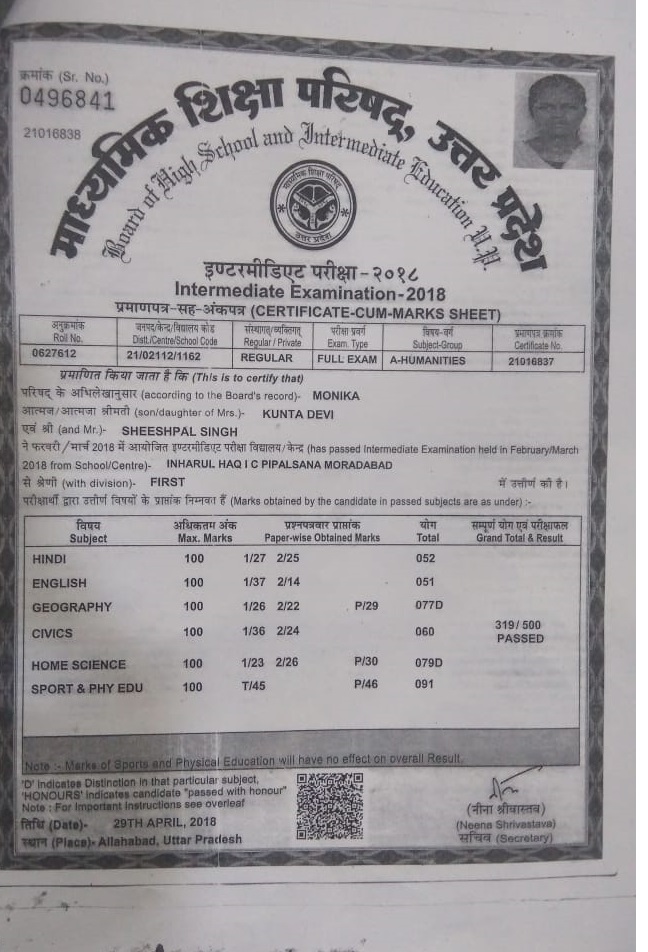 क्रमांक (Sr. No.)
0496841
21016838
माध्यमिक शिक्षा परिषद्, उत्तर प्रदेश
Board of High School and Intermediate Education U.P.
माध्यमिक शिक्षा परिषद्
उत्तर प्रदेश
इण्टरमीडिएट परीक्षा-२०१८
Intermediate Examination-2018
प्रमाणपत्र-सह-अंकपत्र (CERTIFICATE-CUM-MARKS SHEET)
अनुक्रमांक जनपद/केन्द्र/विद्यालय कोड संस्थागत/व्यक्तिगत परीक्षा प्रवर्ग विषय-वर्ग प्रमाणपत्र क्रमांक
Roll No. Distt./Centre/School Code Regular / Private Exam. Type Subject-Group Certificate No.
0627612 21/02112/1162 REGULAR FULL EXAM A-HUMANITIES 21016837
प्रमाणित किया जाता है कि (This is to certify that)
परिषद् के अभिलेखानुसार (according to the Board's record)- MONIKA
आत्मज/आत्मजा श्रीमती (son/daughter of Mrs.)- KUNTA DEVI
एवं श्री (and Mr.)- SHEESHPAL SINGH
ने फरवरी/मार्च 2018 में आयोजित इण्टरमीडिएट परीक्षा विद्यालय/केन्द्र (has passed Intermediate Examination held in February/March
2018 from School/Centre)- INHARUL HAQ I C PIPALSANA MORADABAD
से श्रेणी (with division)- FIRST में उत्तीर्ण की है।
परीक्षार्थी द्वारा उत्तीर्ण विषयों के प्राप्तांक निम्नवत हैं (Marks obtained by the candidate in passed subjects are as under) :-
विषय अधिकतम अंक प्रश्नपत्रवार प्राप्तांक योग सम्पूर्ण योग एवं परीक्षाफल
Subject Max. Marks Paper-wise Obtained Marks Total Grand Total & Result
HINDI 100 1/27 2/25 052
ENGLISH 100 1/37 2/14 051
GEOGRAPHY 100 1/26 2/22 P/29 077D
CIVICS 100 1/36 2/24 060 319/500
PASSED
HOME SCIENCE 100 1/23 2/26 P/30 079D
SPORT & PHY EDU 100 T/45 P/46 091
Note :- Marks of Sports and Physical Education will have no effect on overall Result.
'D' Indicates Distinction in that particular subject,
'HONOURS' indicates candidate "passed with honour"
Note : For Important Instructions see overleaf
तिथि (Date)- 29TH APRIL, 2018
स्थान (Place)- Allahabad, Uttar Pradesh
(नीना श्रीवास्तव)
(Neena Shrivastava)
सचिव (Secretary)